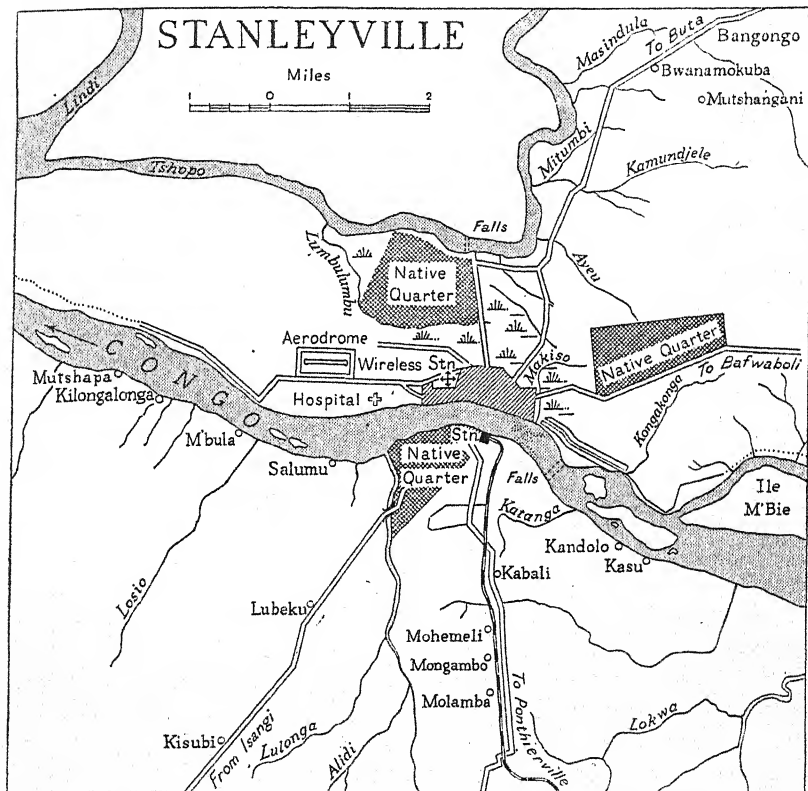 STANLEYVILLE
Miles
1 0 1 2
Lindi
Tshopo
Masindula
To Buta
Bangongo
Bwanamokuba
Mutshangani
Mitumbi
Kamundjele
Falls
Lumbulumbu
Native
Quarter
Ayeu
Aerodrome
Wireless Stn
Makiso
Native Quarter
To Bafwaboli
CONGO
Mutshapa
Kilongalonga
Hospital
Kongakonga
M'bula
Stn
Salumu
Native
Quarter
Falls
Ile
M'Bie
Katanga
Kandolo
Kasu
Kabali
Losio
Lubeku
Mohemeli
Mongambo
Molamba
To Ponthierville
Lokwa
Kisubi
From Isangi
Lulonga
Alidi